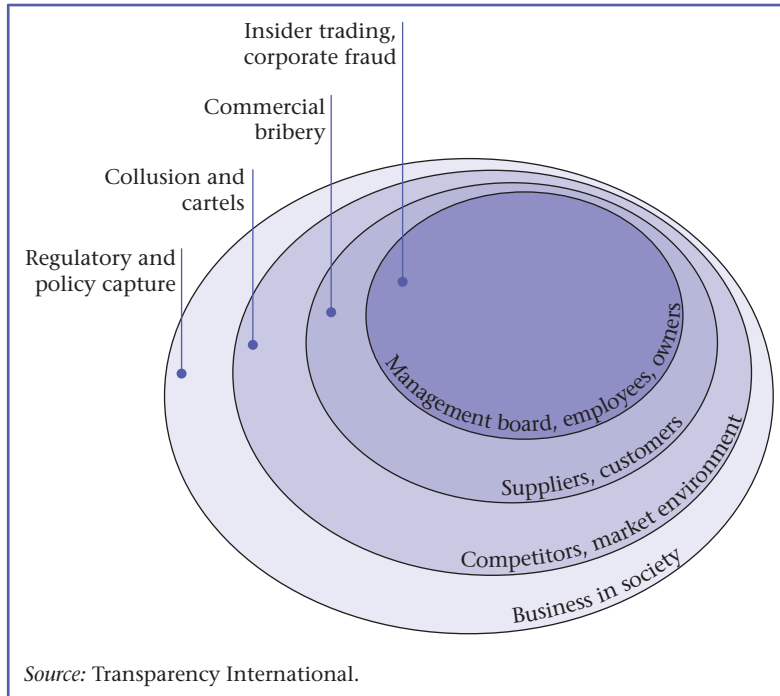 Insider trading,
corporate fraud
Commercial
bribery
Collusion and
cartels
Regulatory and
policy capture
Management board, employees, owners
Suppliers, customers
Competitors, market environment
Business in society
Source: Transparency International.